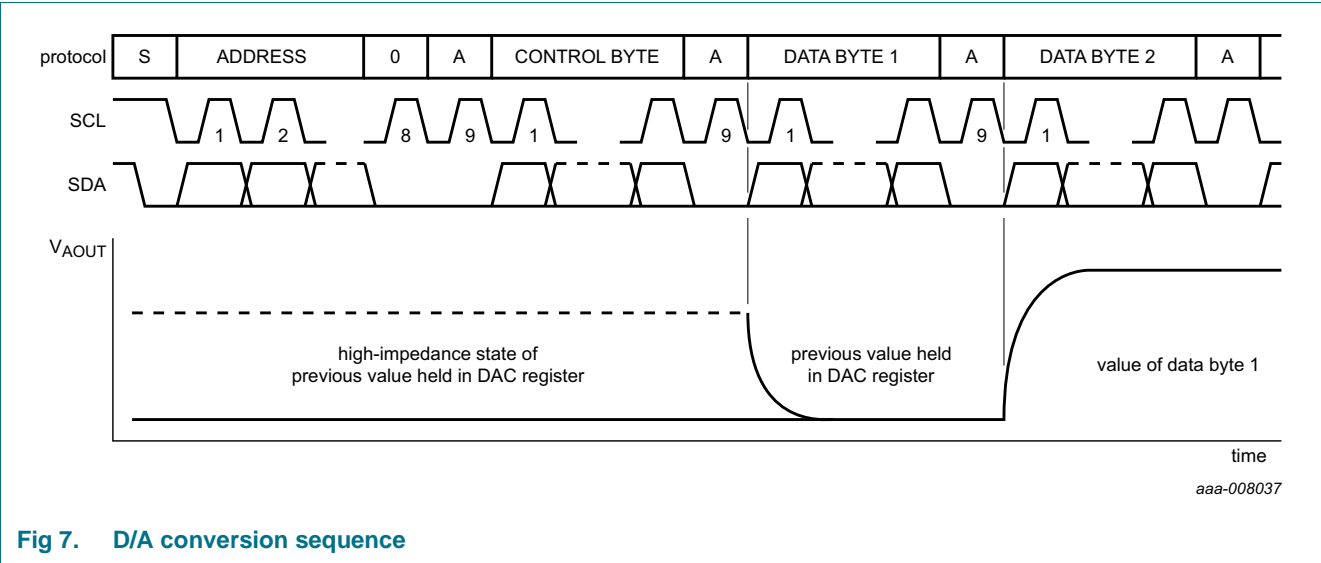 protocol S ADDRESS 0 A CONTROL BYTE A DATA BYTE 1 A DATA BYTE 2 A
SCL 1 2 8 9 1 9 1 9 1
SDA
VAOUT
high-impedance state of
previous value held in DAC register
previous value held
in DAC register
value of data byte 1
time
aaa-008037
Fig 7. D/A conversion sequence